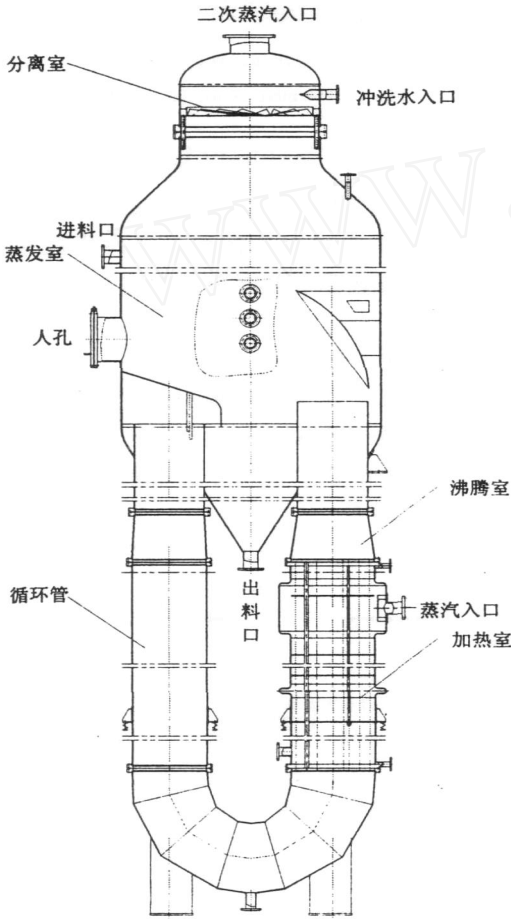 二次蒸汽入口
分离室
冲洗水入口
进料口
蒸发室
人孔
沸腾室
出料口
循环管
蒸汽入口
加热室
www.